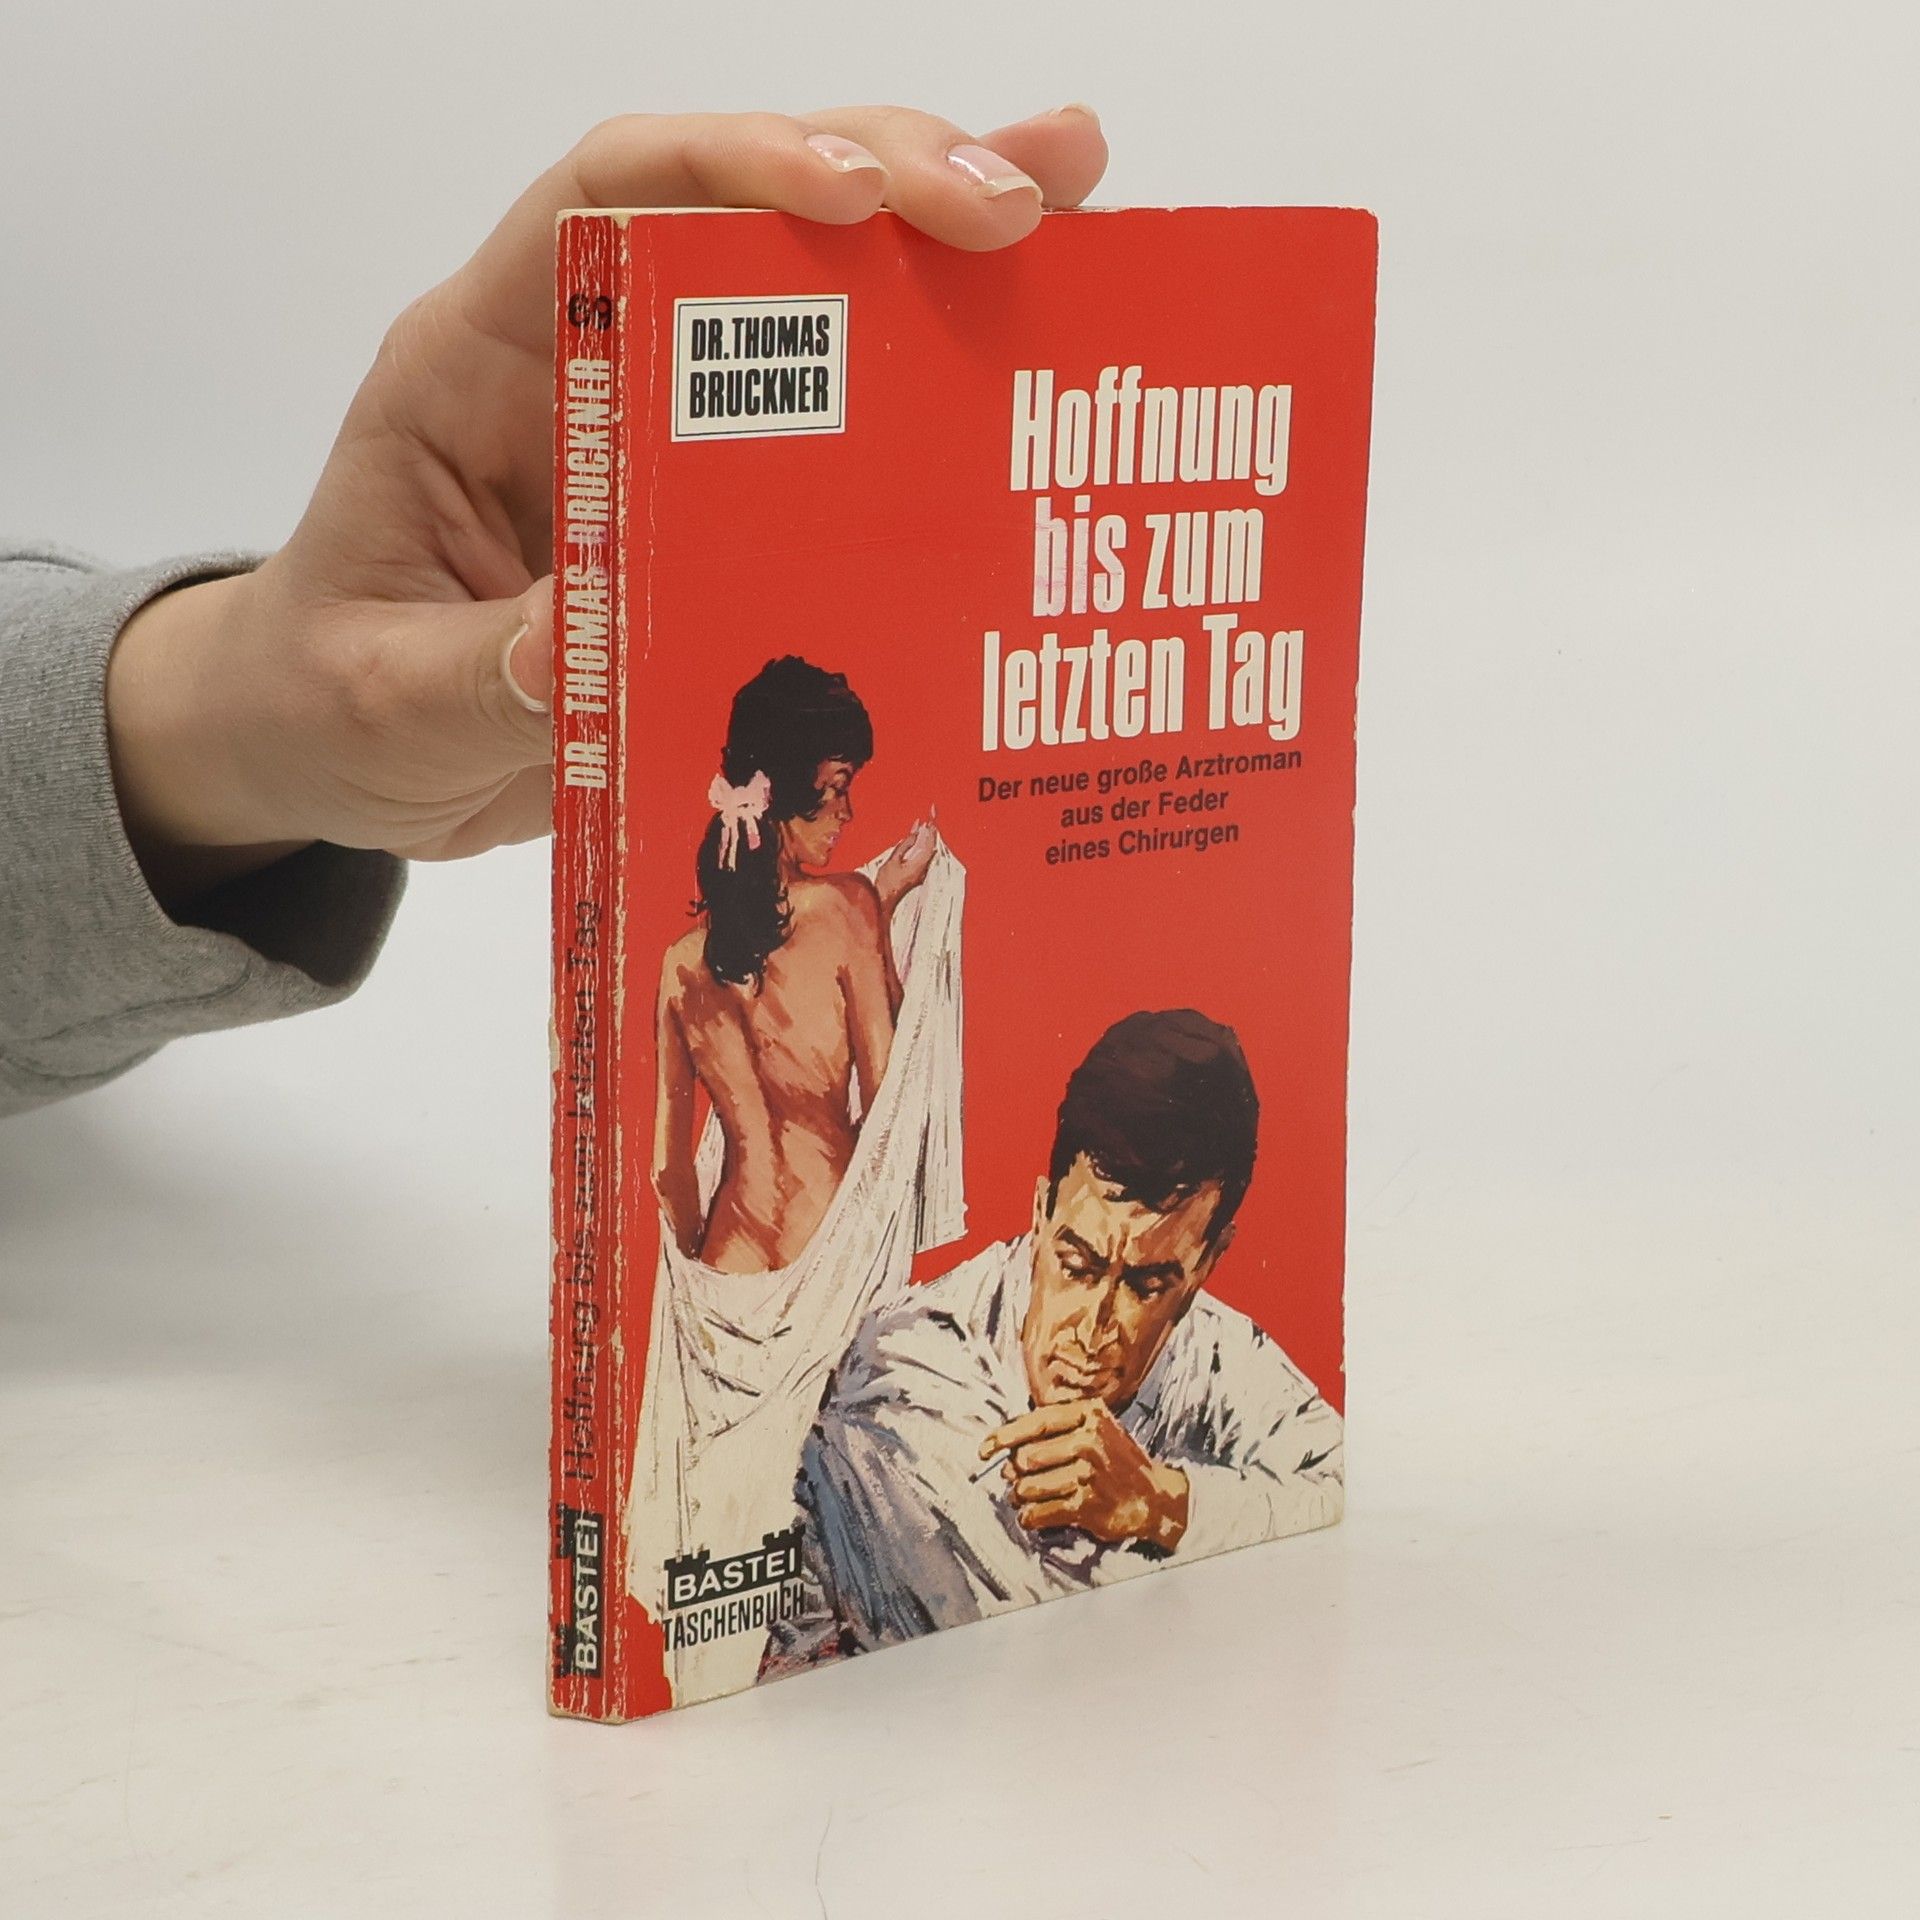 69
DR. THOMAS BRUCKNER
Hoffnung bis zum letzten Tag
BASTEI
DR. THOMAS
BRUCKNER
Hoffnung
bis zum
letzten Tag
Der neue große Arztroman
aus der Feder
eines Chirurgen
BASTEI
TASCHENBUCH